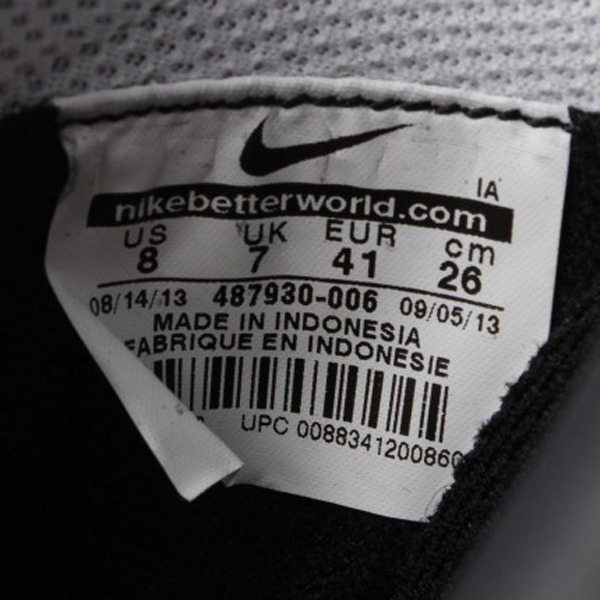 IA
nikebetterworld.com
US UK EUR cm
8 7 41 26
08/14/13 487930-006 09/05/13
MADE IN INDONESIA
FABRIQUE EN INDONESIE
UPC 0088341200860